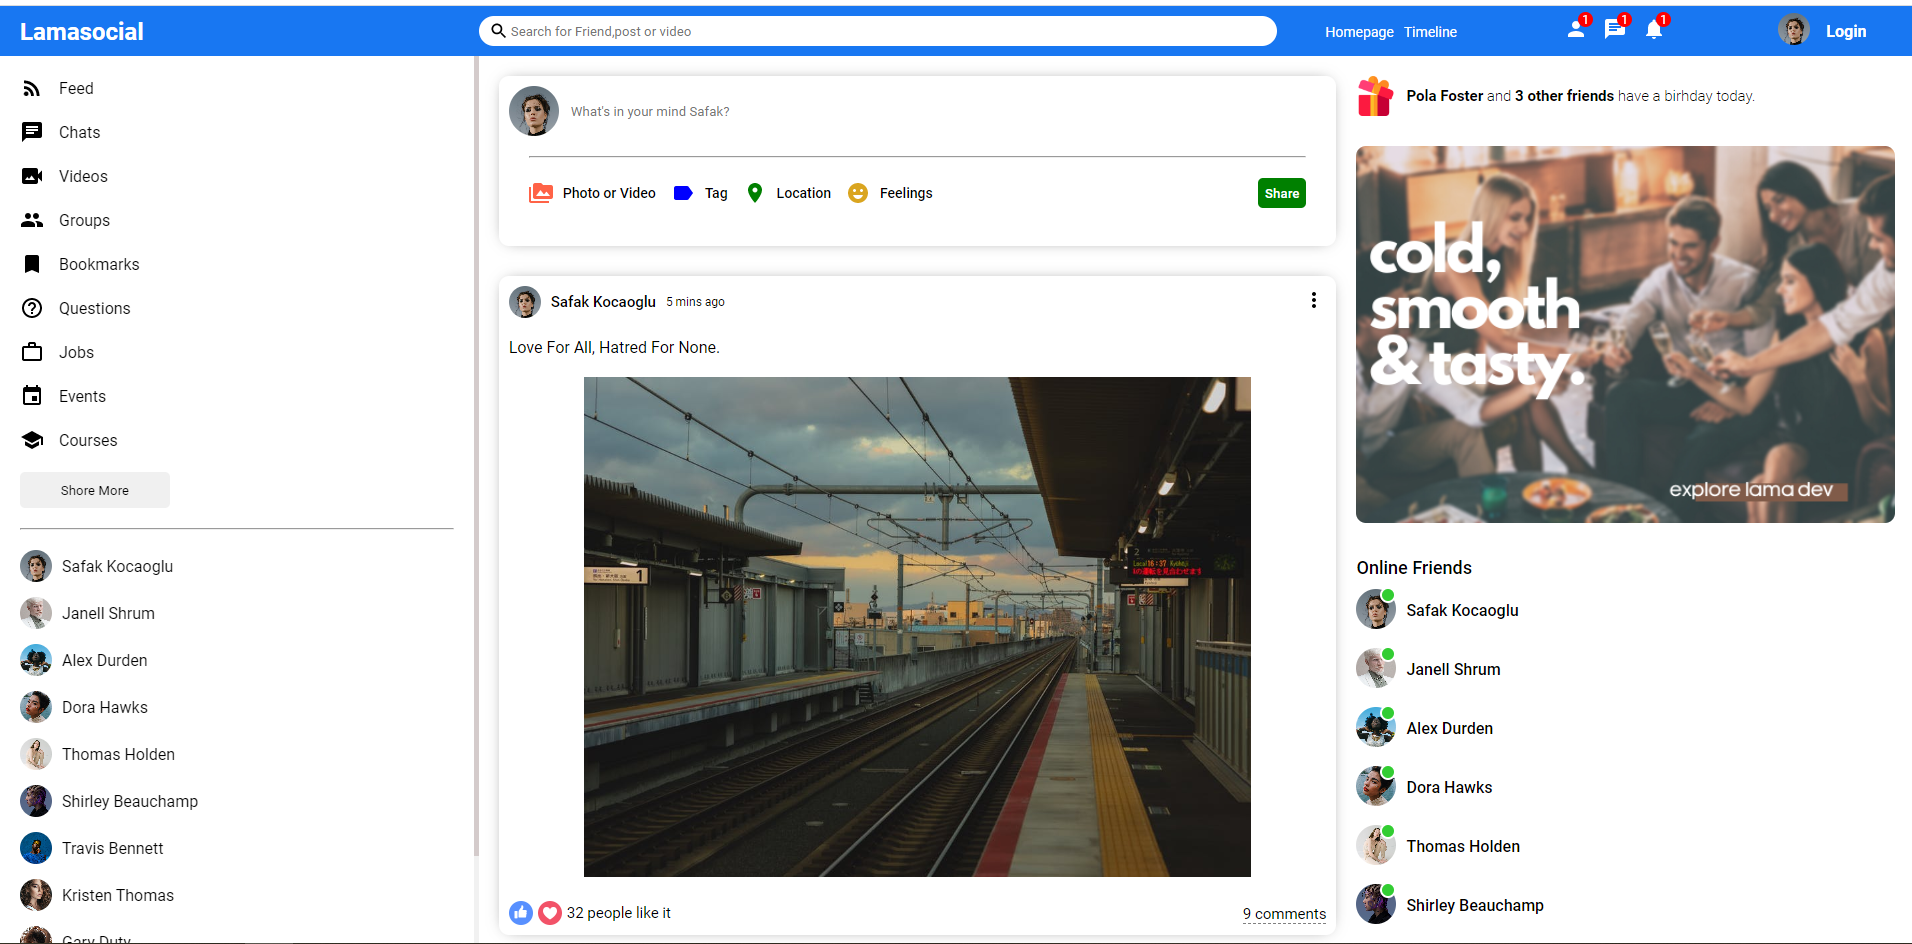 Lamasocial
Search for Friend,post or video
Homepage Timeline
1 1 1
Login
Feed
Chats
Videos
Groups
Bookmarks
Questions
Jobs
Events
Courses
Shore More
Safak Kocaoglu
Janell Shrum
Alex Durden
Dora Hawks
Thomas Holden
Shirley Beauchamp
Travis Bennett
Kristen Thomas
Gary Duty
What's in your mind Safak?
Photo or Video Tag Location Feelings Share
Safak Kocaoglu 5 mins ago
Love For All, Hatred For None.
1
2
Local 16:37
32 people like it
9 comments
Pola Foster and 3 other friends have a birhday today.
cold,
smooth
& tasty.
explore lama dev
Online Friends
Safak Kocaoglu
Janell Shrum
Alex Durden
Dora Hawks
Thomas Holden
Shirley Beauchamp